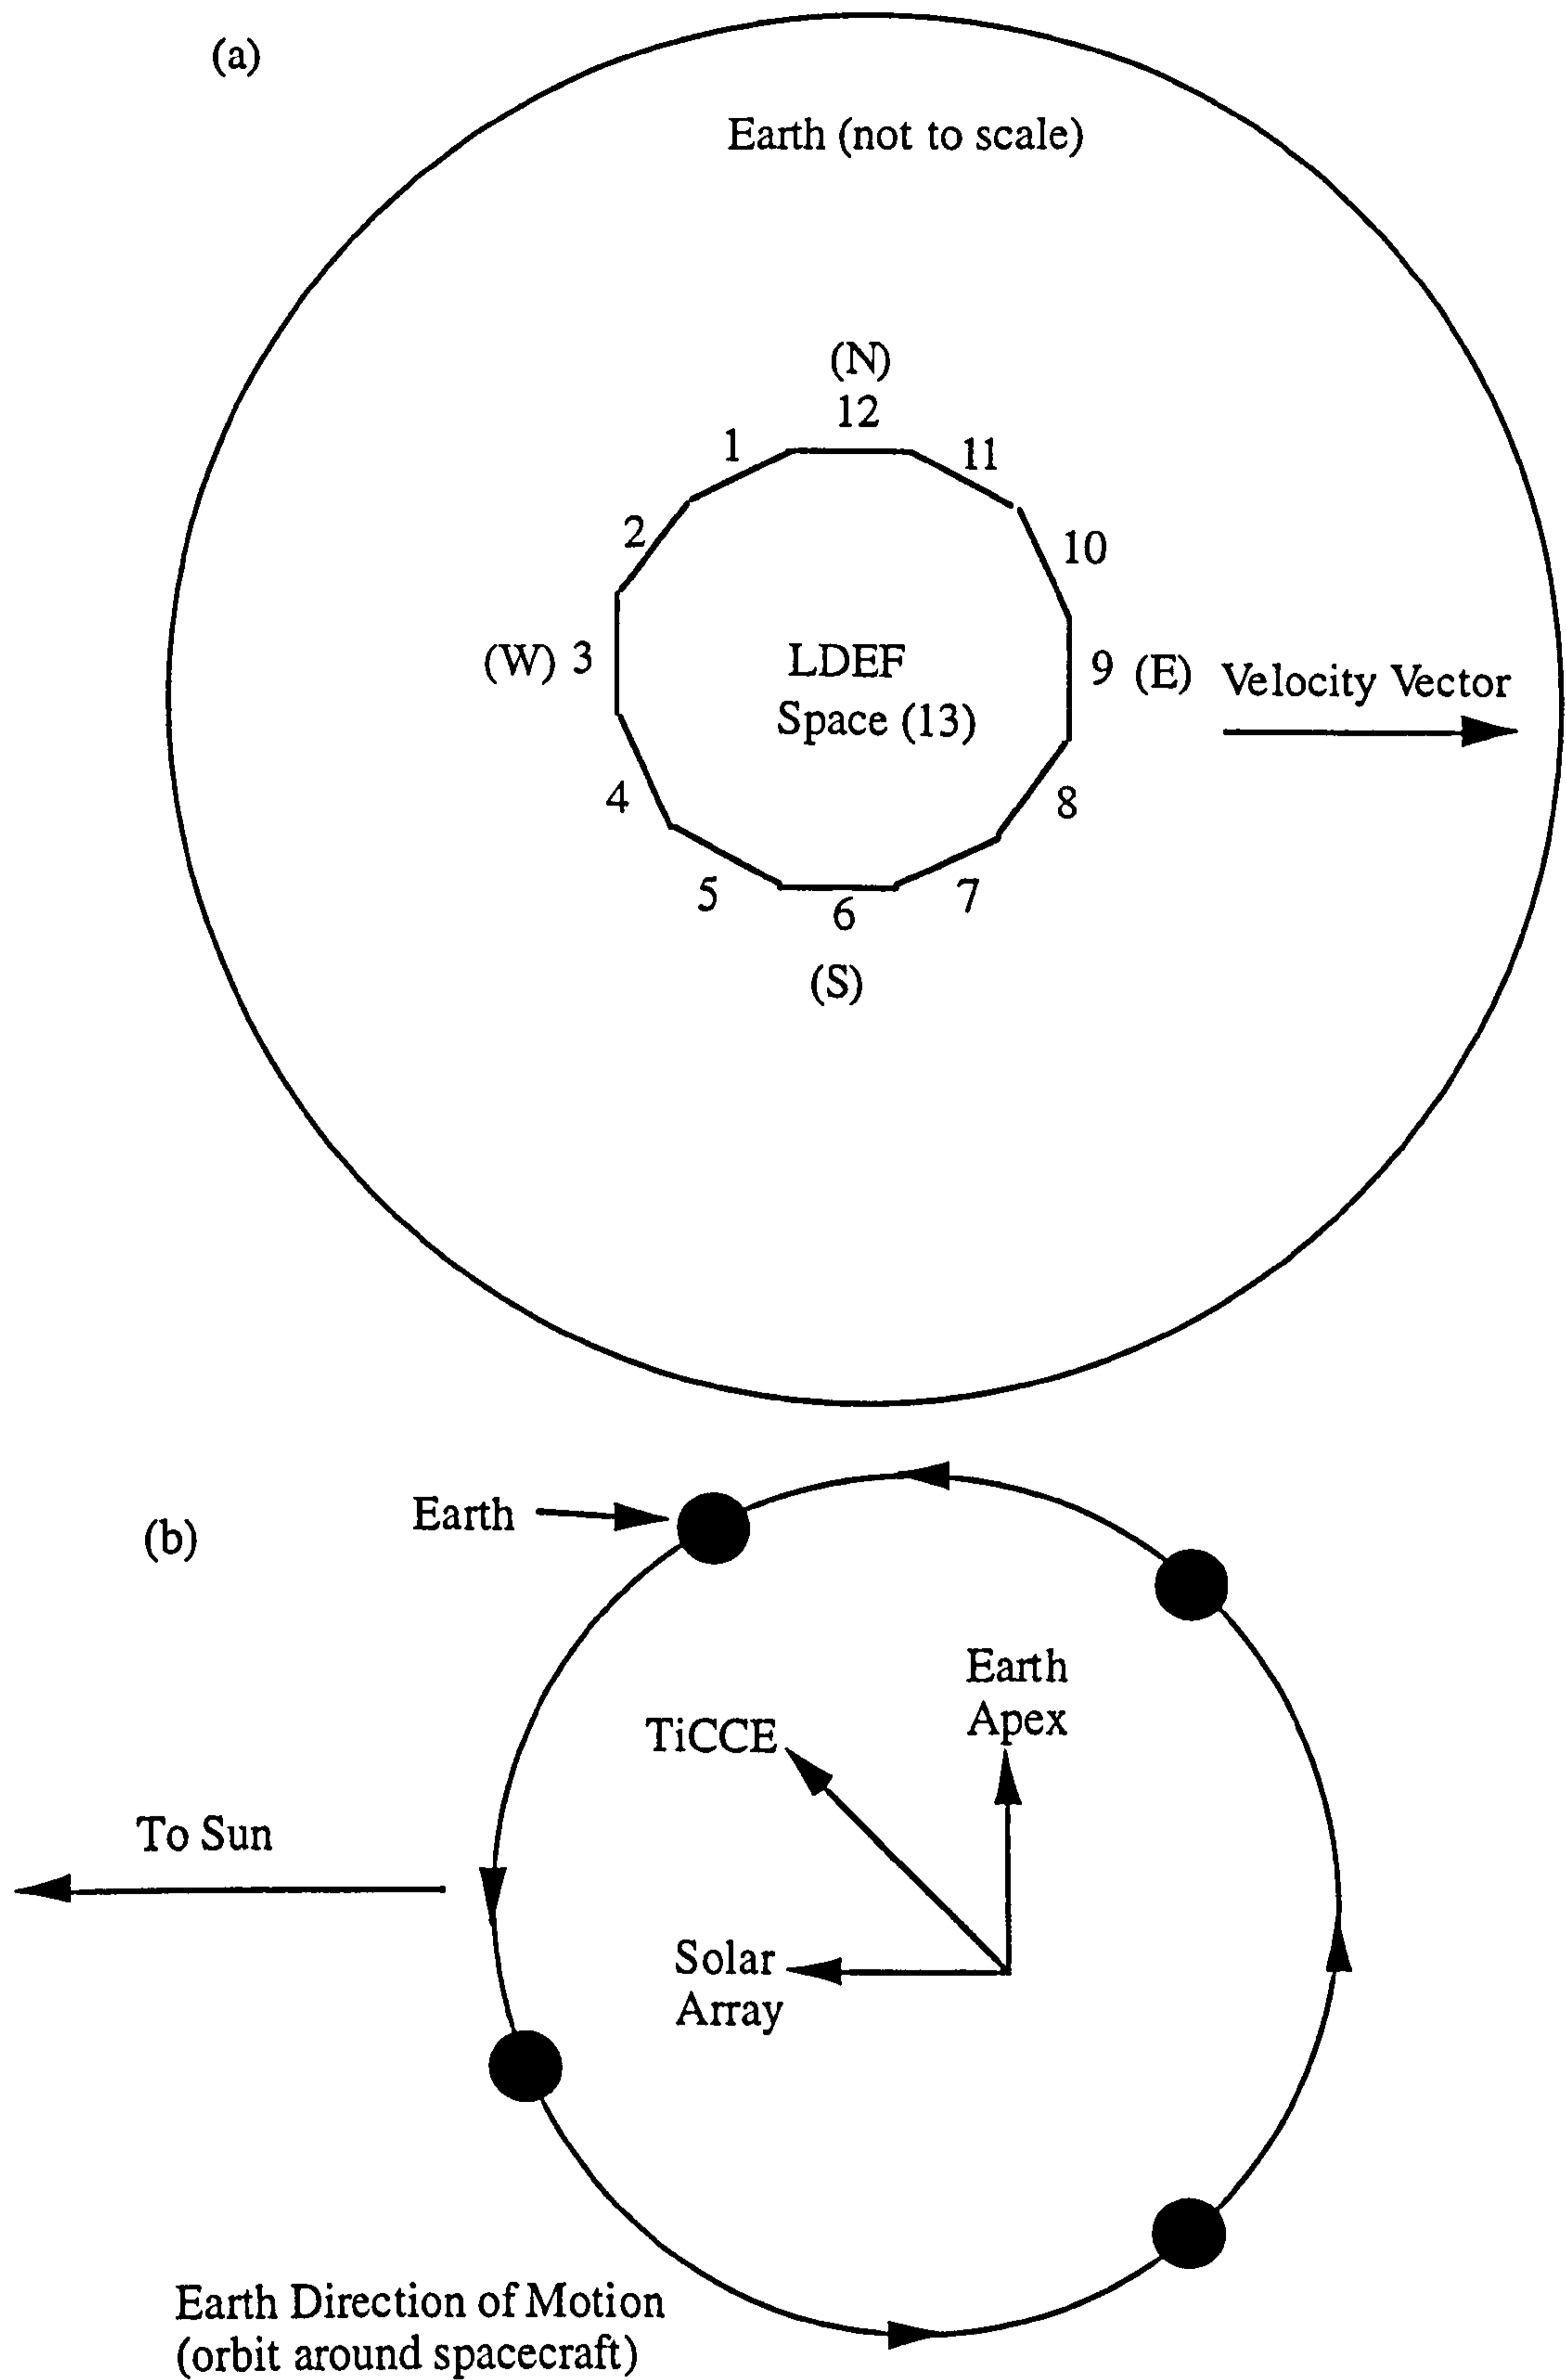 (a)
Earth (not to scale)
(N)
12
1
11
2
10
(W) 3
LDEF
Space (13)
9 (E)
Velocity Vector
4
8
5
6
7
(S)
(b)
Earth
Earth
Apex
TiCCE
To Sun
Solar
Array
Earth Direction of Motion
(orbit around spacecraft)